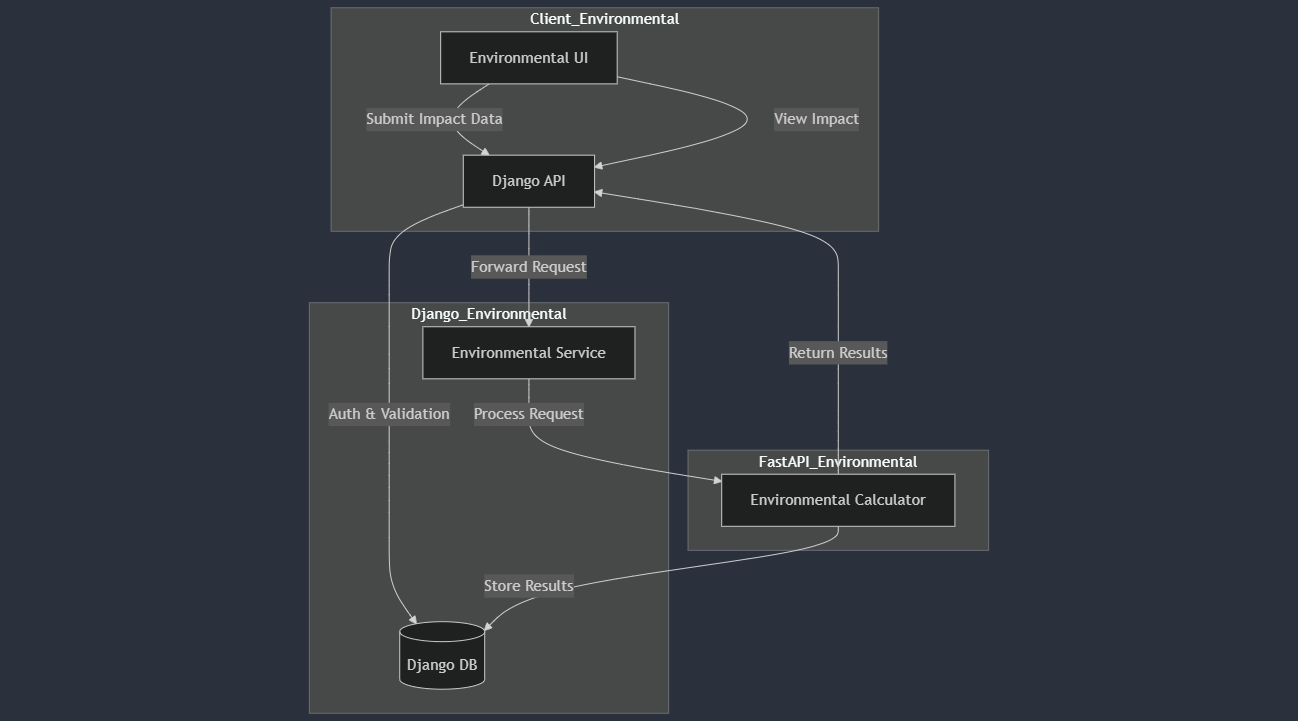 Client_Environmental
Environmental UI
Submit Impact Data
View Impact
Django API
Forward Request
Django_Environmental
Environmental Service
Return Results
Auth & Validation
Process Request
FastAPI_Environmental
Environmental Calculator
Store Results
Django DB